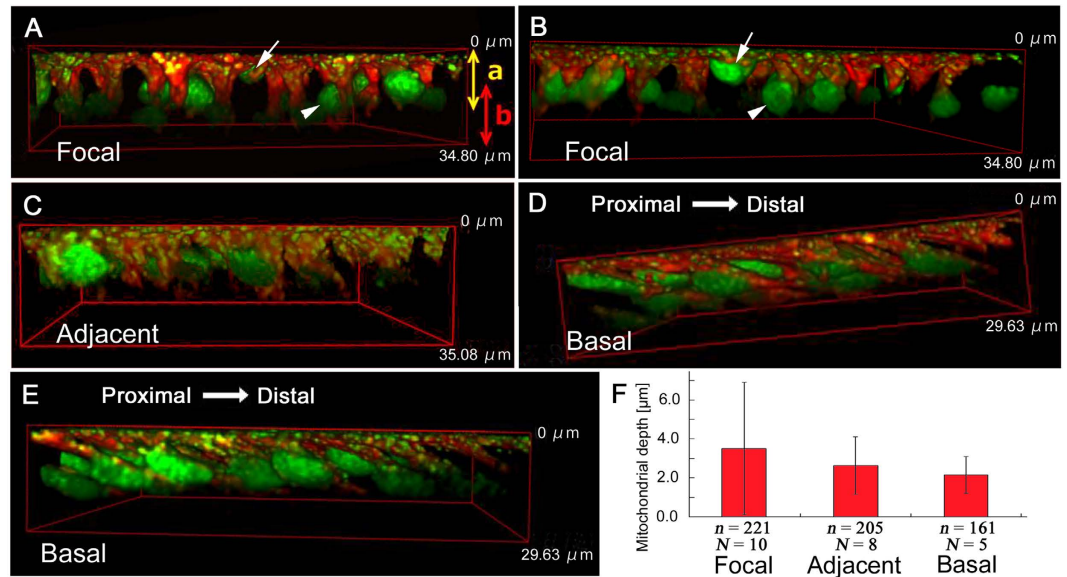 A
0 μm
a
b
Focal
34.80 μm
B
0 μm
Focal
34.80 μm
C
0 μm
Adjacent
35.08 μm
D
Proximal Distal
0 μm
Basal
29.63 μm
E
Proximal Distal
0 μm
Basal
29.63 μm
F
Mitochondrial depth [μm]
6.0
4.0
2.0
0.0
n = 221 n = 205 n = 161
N = 10 N = 8 N = 5
Focal Adjacent Basal